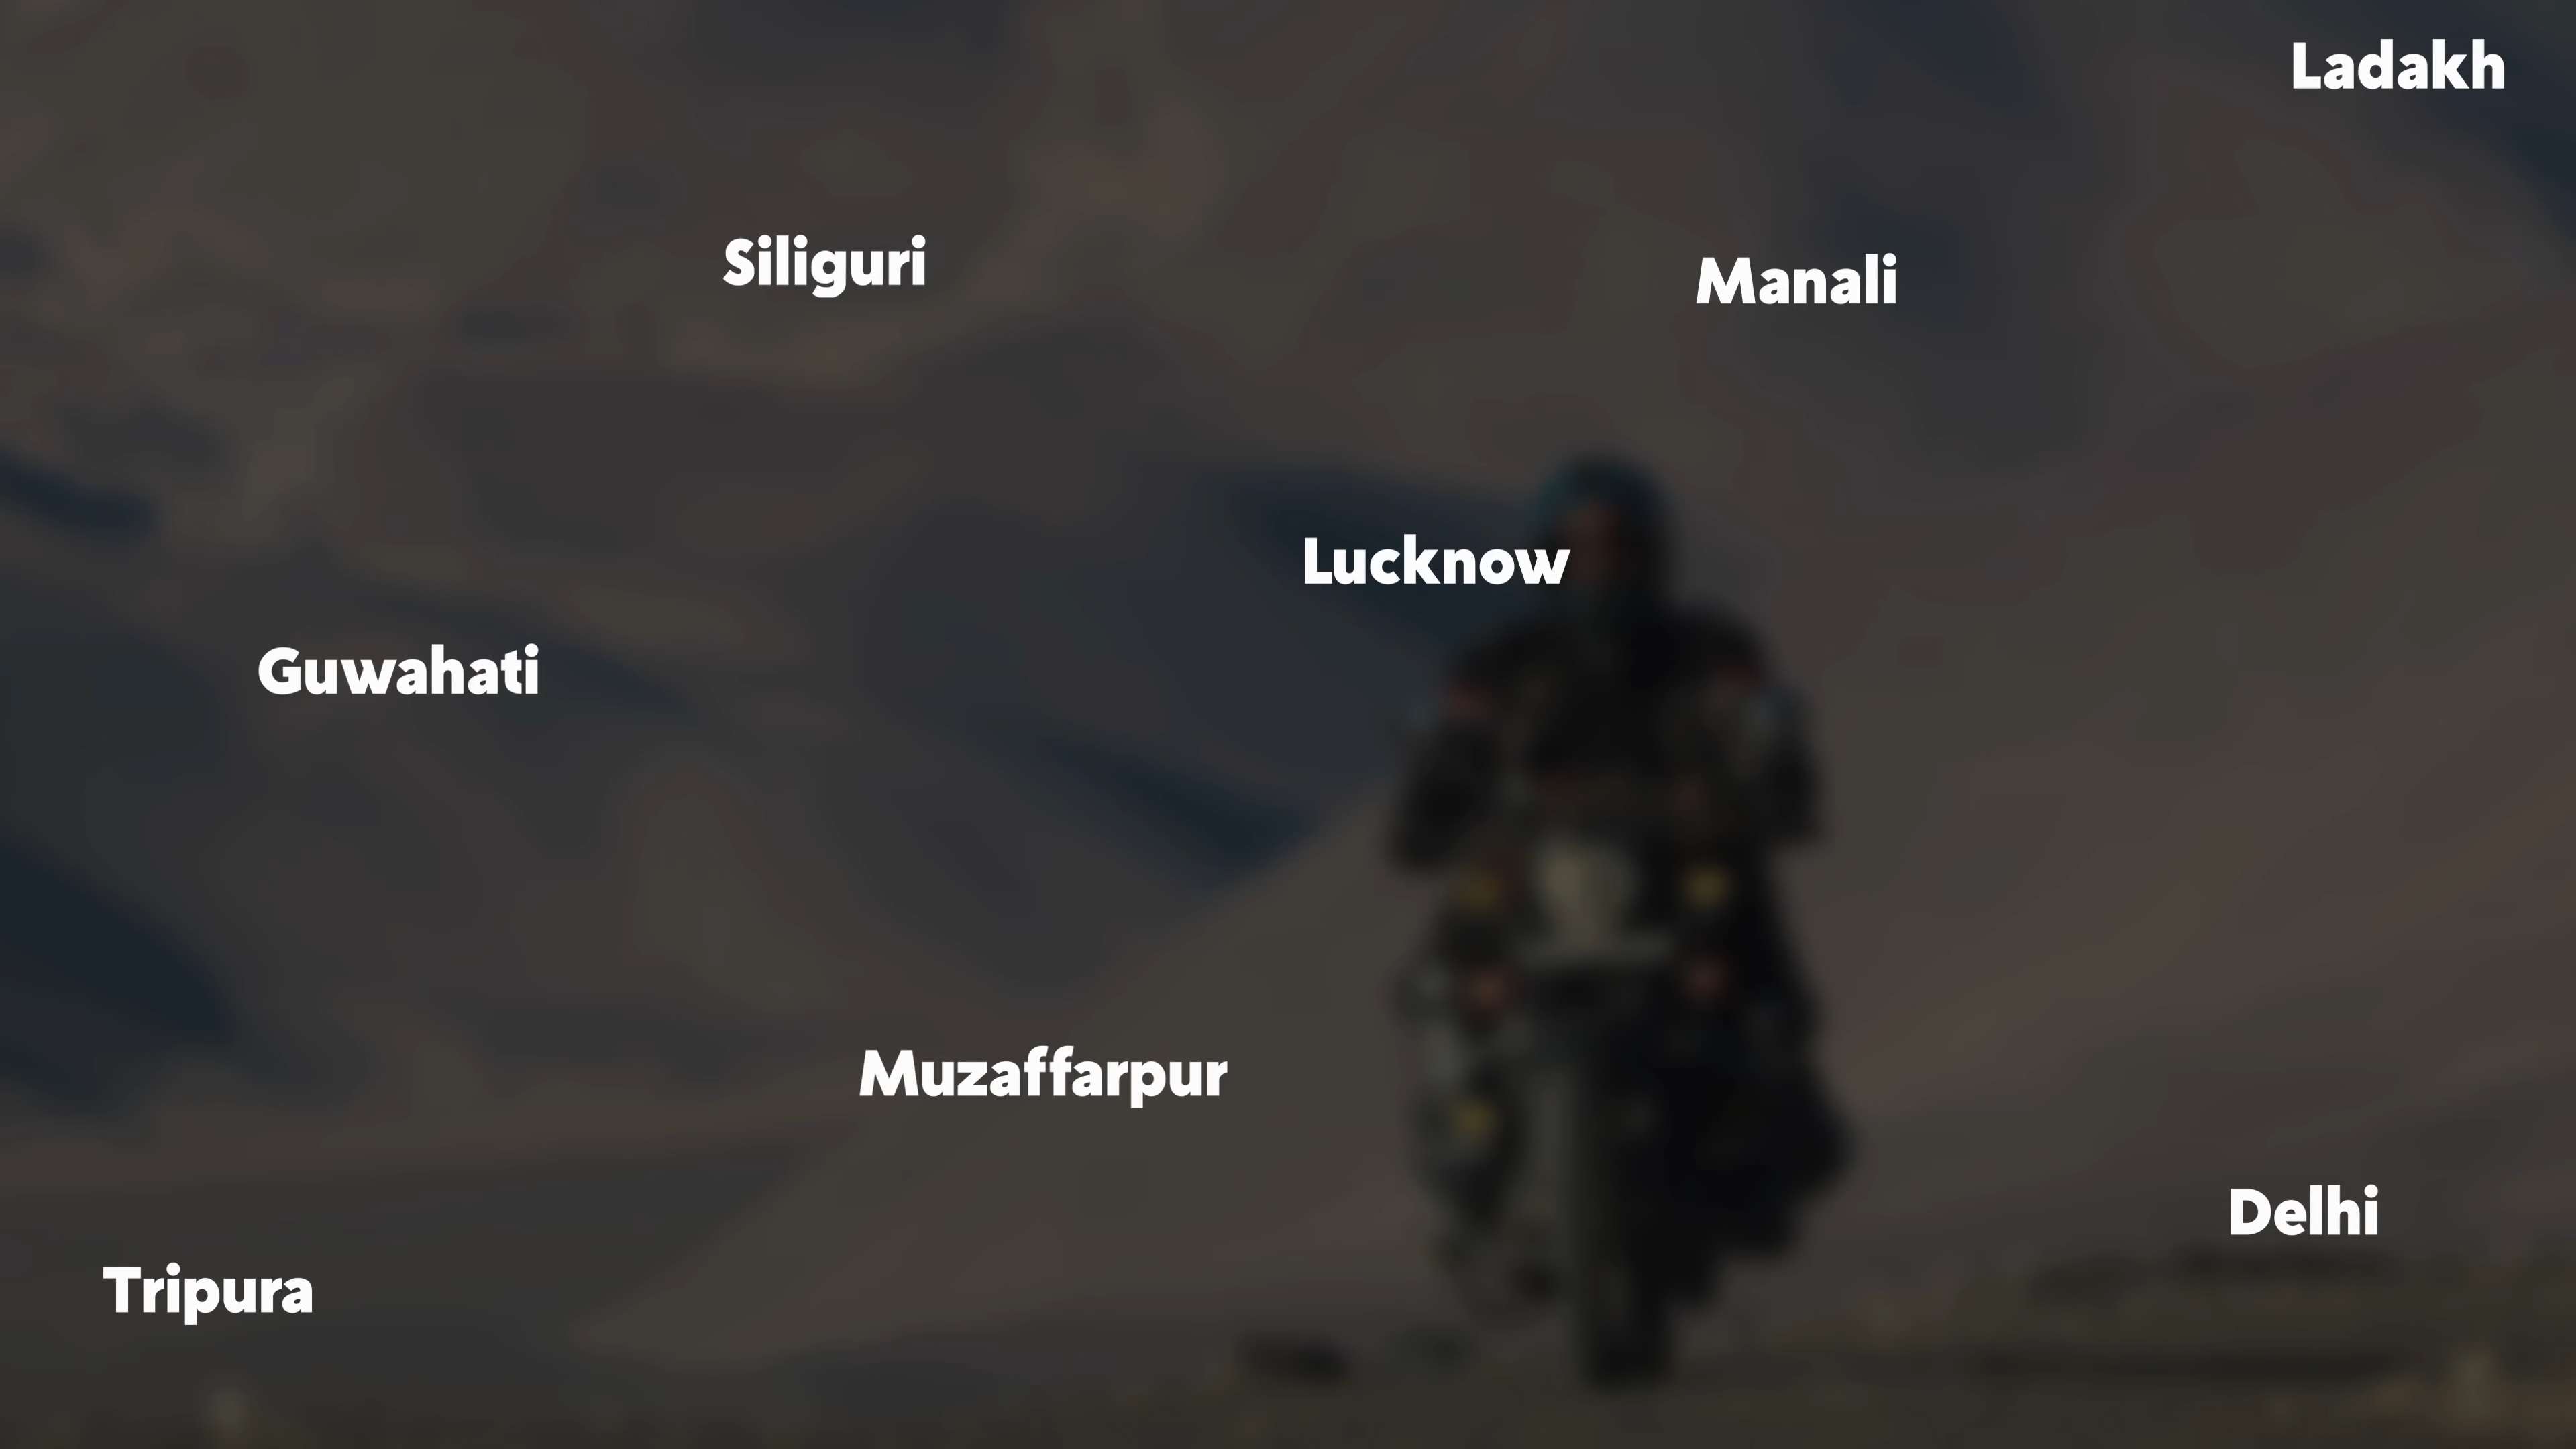 Ladakh
Siliguri
Manali
Lucknow
Guwahati
Muzaffarpur
Delhi
Tripura